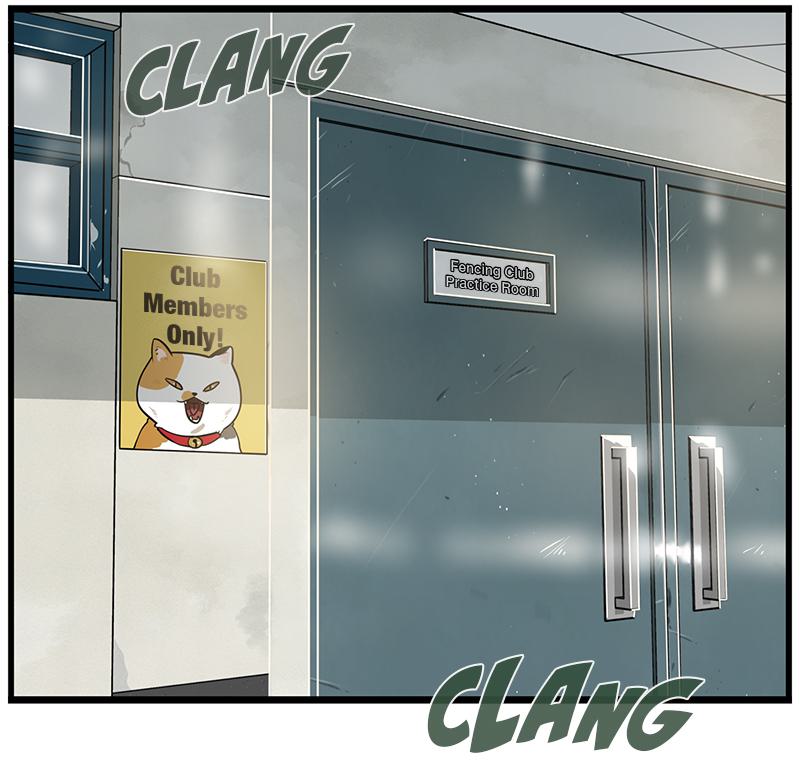 CLANG
Club
Members
Only!
Fencing Club
Practice Room
CLANG